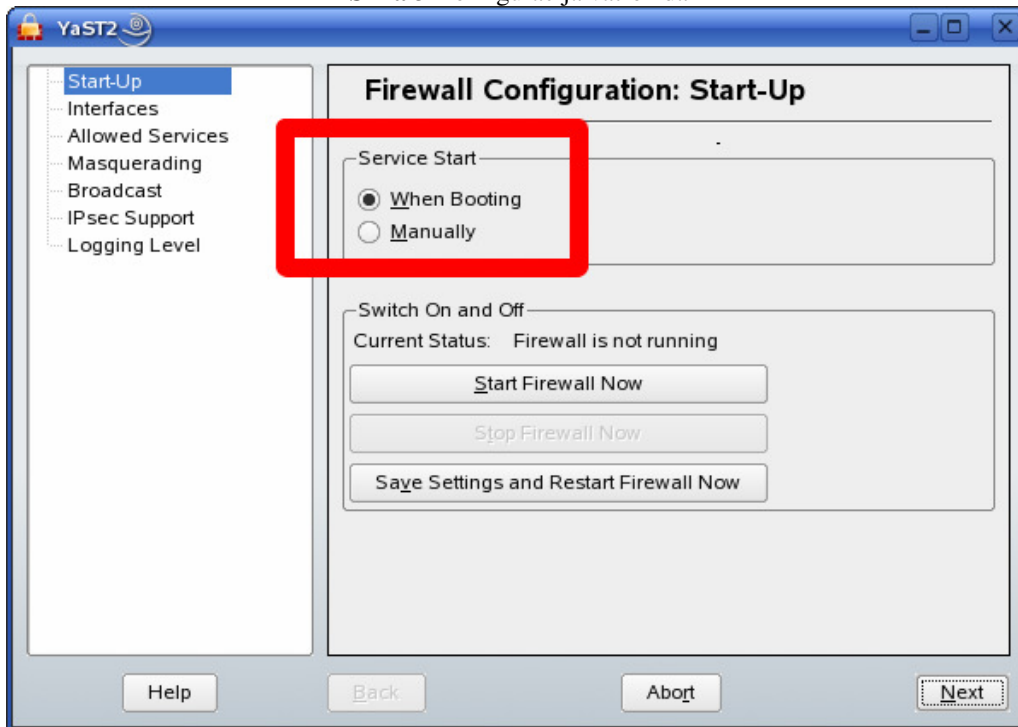 YaST2
Start-Up
Interfaces
Allowed Services
Masquerading
Broadcast
IPsec Support
Logging Level
Firewall Configuration: Start-Up
Service Start
When Booting
Manually
Switch On and Off
Current Status: Firewall is not running
Start Firewall Now
Stop Firewall Now
Save Settings and Restart Firewall Now
Help
Back
Abort
Next